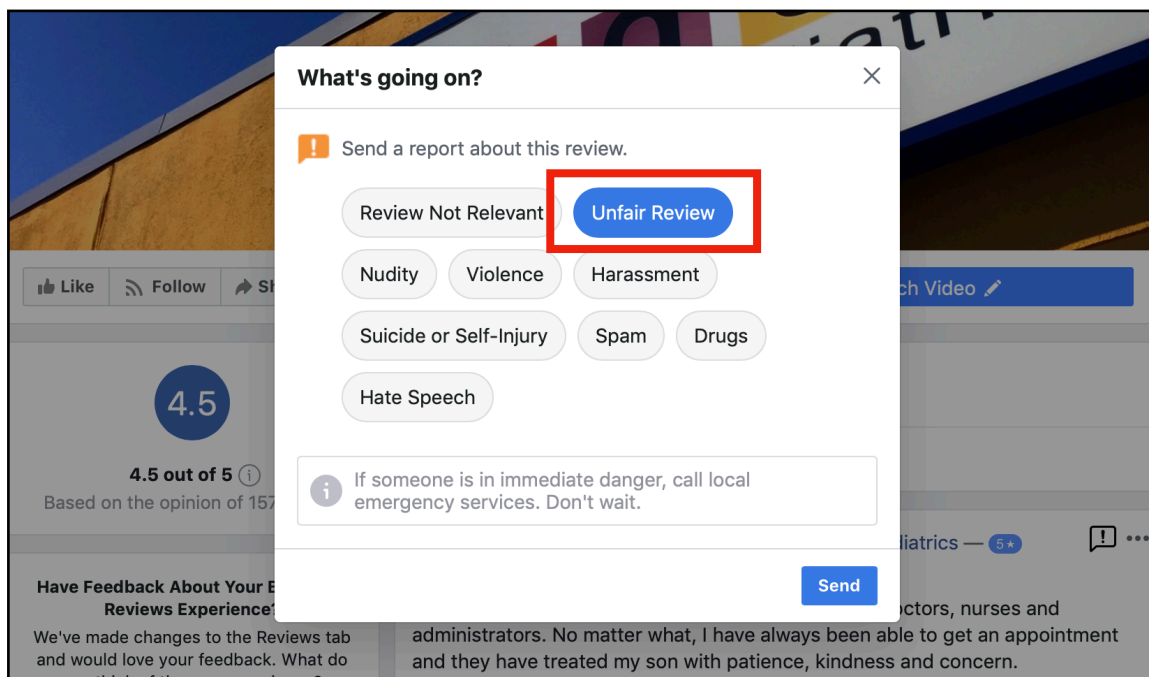 iatri
What's going on?
Send a report about this review.
Review Not Relevant
Unfair Review
Nudity
Violence
Harassment
Suicide or Self-Injury
Spam
Drugs
Hate Speech
If someone is in immediate danger, call local
emergency services. Don't wait.
Send
Like
Follow
Sh
ch Video
4.5
4.5 out of 5
Based on the opinion of 157
Have Feedback About Your B
Reviews Experience?
We've made changes to the Reviews tab
and would love your feedback. What do
iatrics — 5★
octors, nurses and
administrators. No matter what, I have always been able to get an appointment
and they have treated my son with patience, kindness and concern.